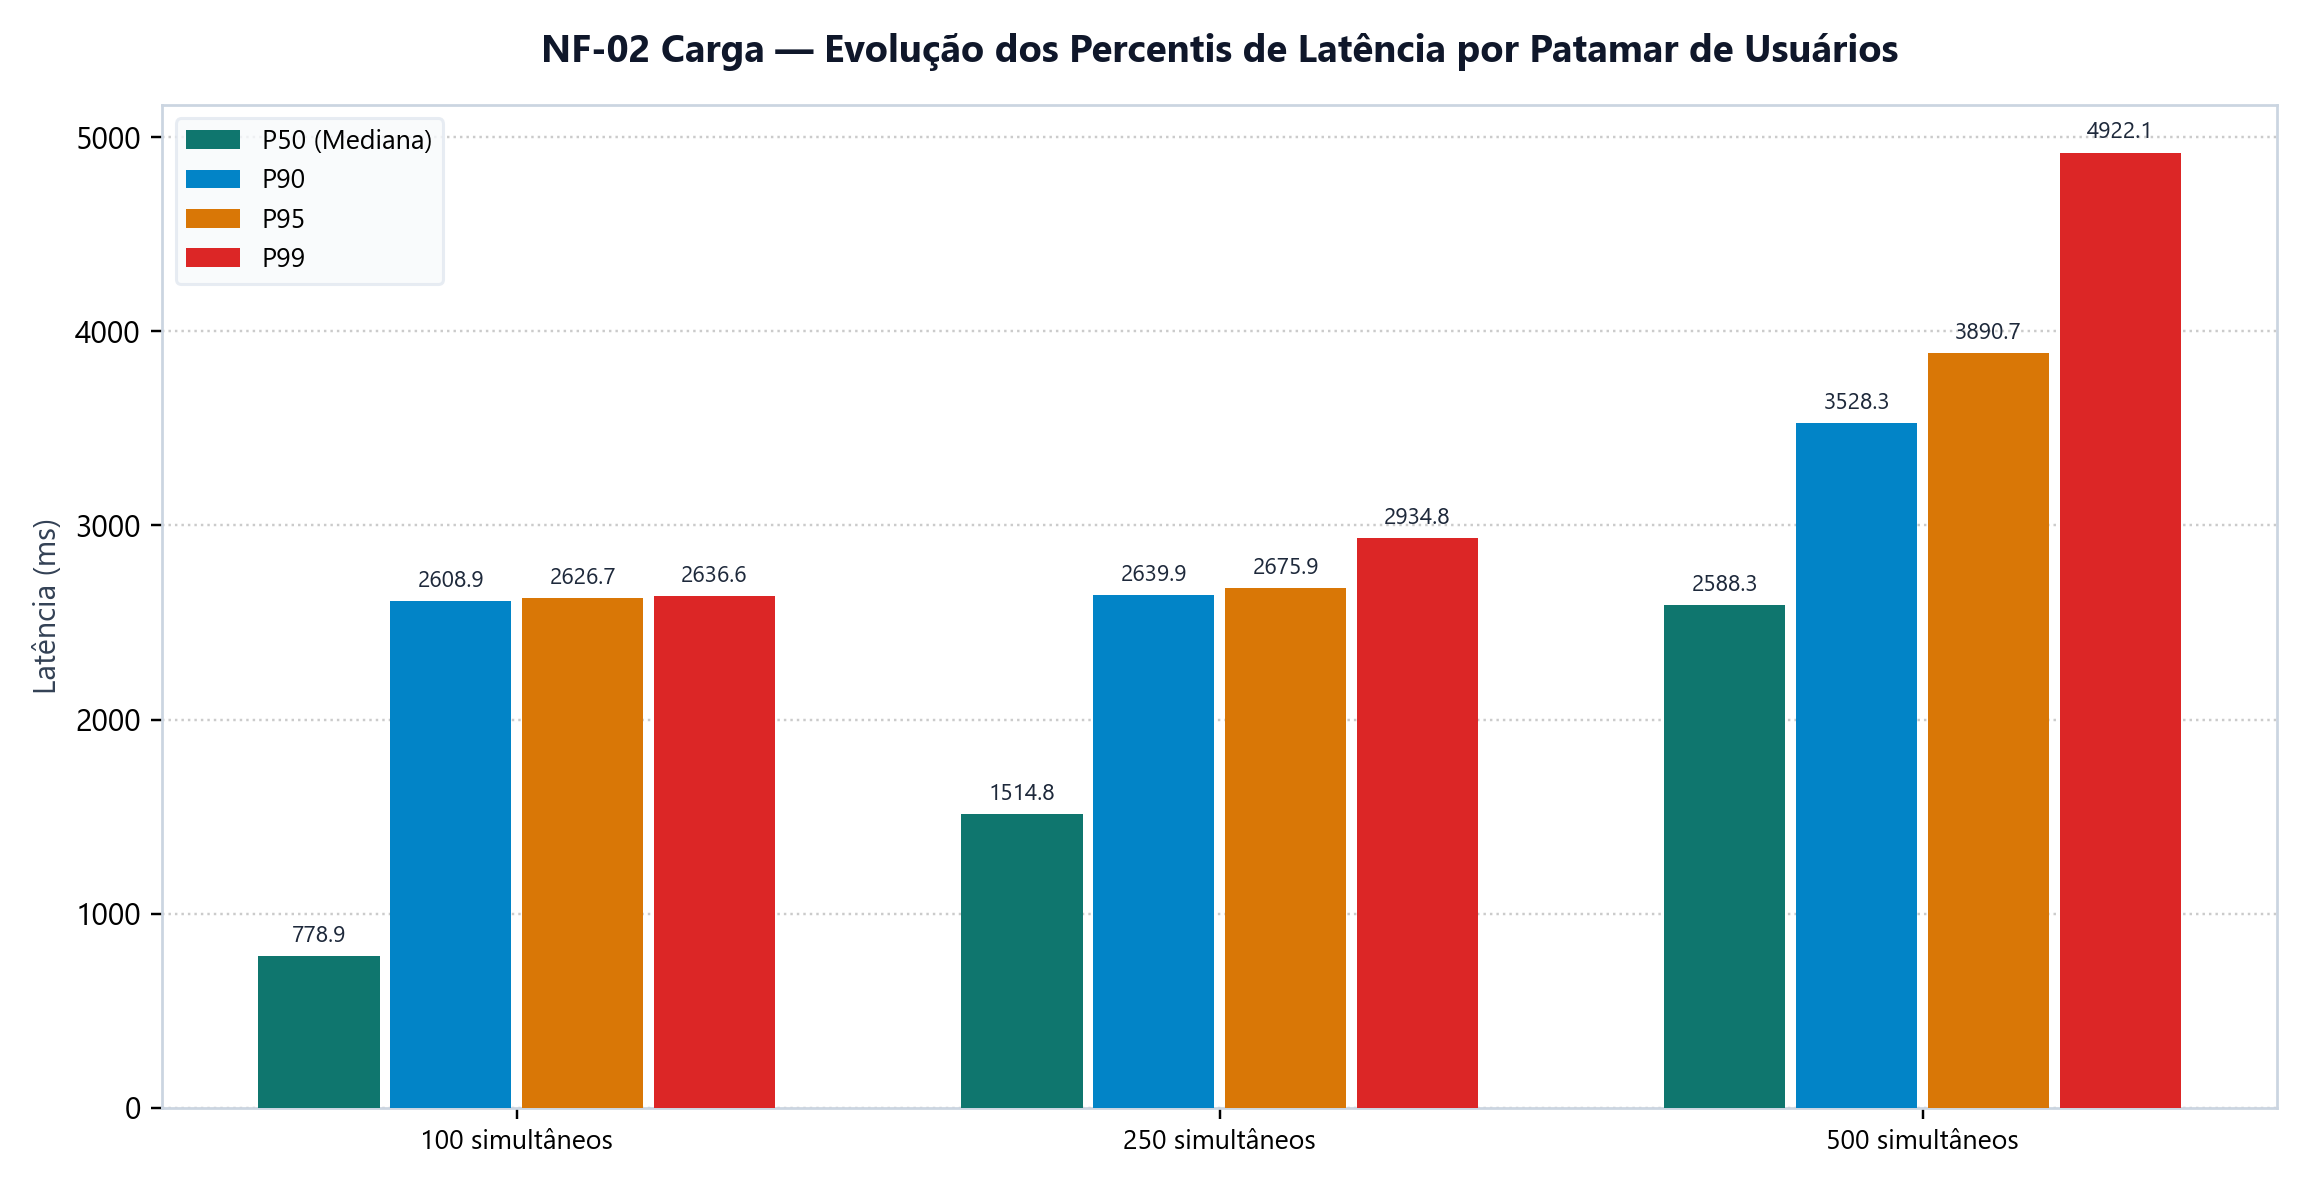 NF-02 Carga — Evolução dos Percentis de Latência por Patamar de Usuários
P50 (Mediana)
P90
P95
P99
Latência (ms)
5000
4000
3000
2000
1000
0
778.9
2608.9
2626.7
2636.6
1514.8
2639.9
2675.9
2934.8
2588.3
3528.3
3890.7
4922.1
100 simultâneos
250 simultâneos
500 simultâneos